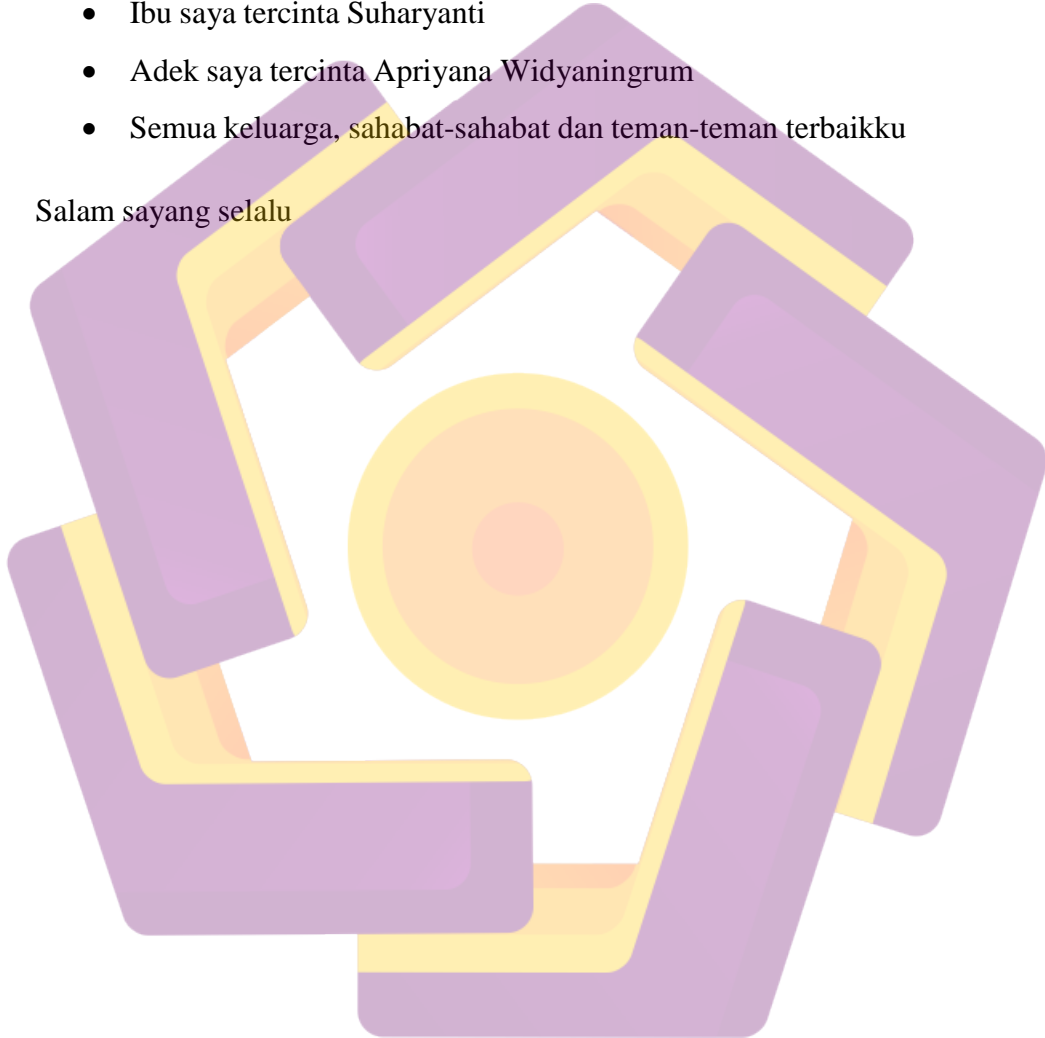 • Ibu saya tercinta Suharyanti
• Adek saya tercinta Apriyana Widyaningrum
• Semua keluarga, sahabat-sahabat dan teman-teman terbaikku
Salam sayang selalu